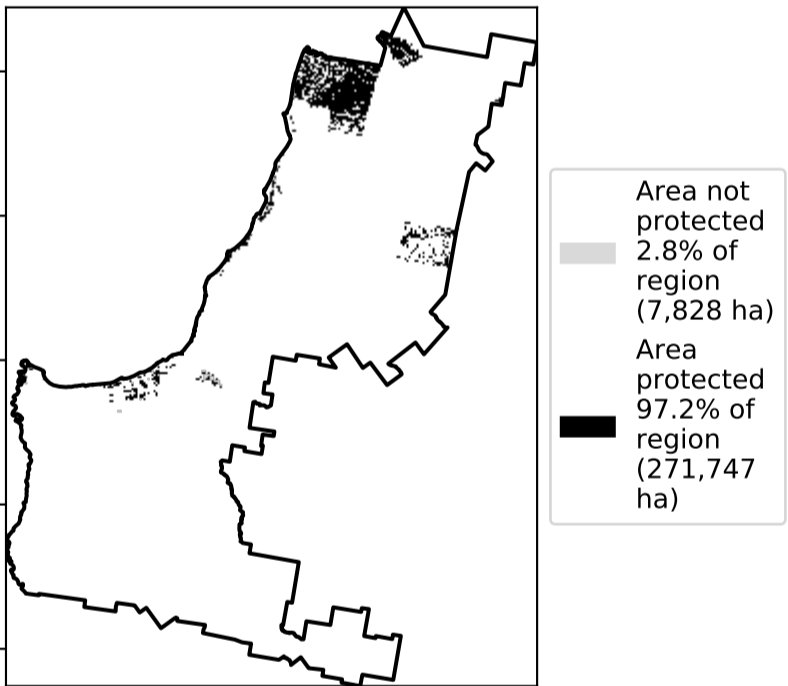 Area not
protected
2.8% of
region
(7,828 ha)
Area
protected
97.2% of
region
(271,747
ha)